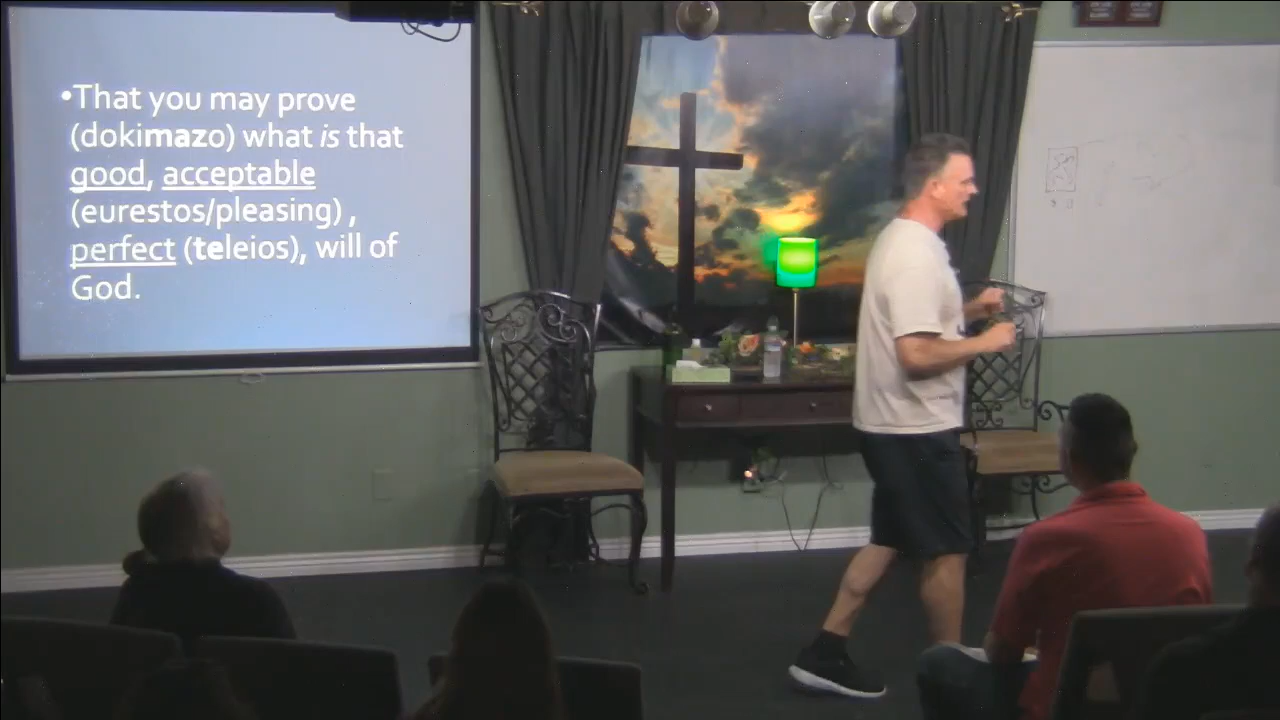 •That you may prove
(dokimazo) what is that
good, acceptable
(eurestos/pleasing) ,
perfect (teleios), will of
God.